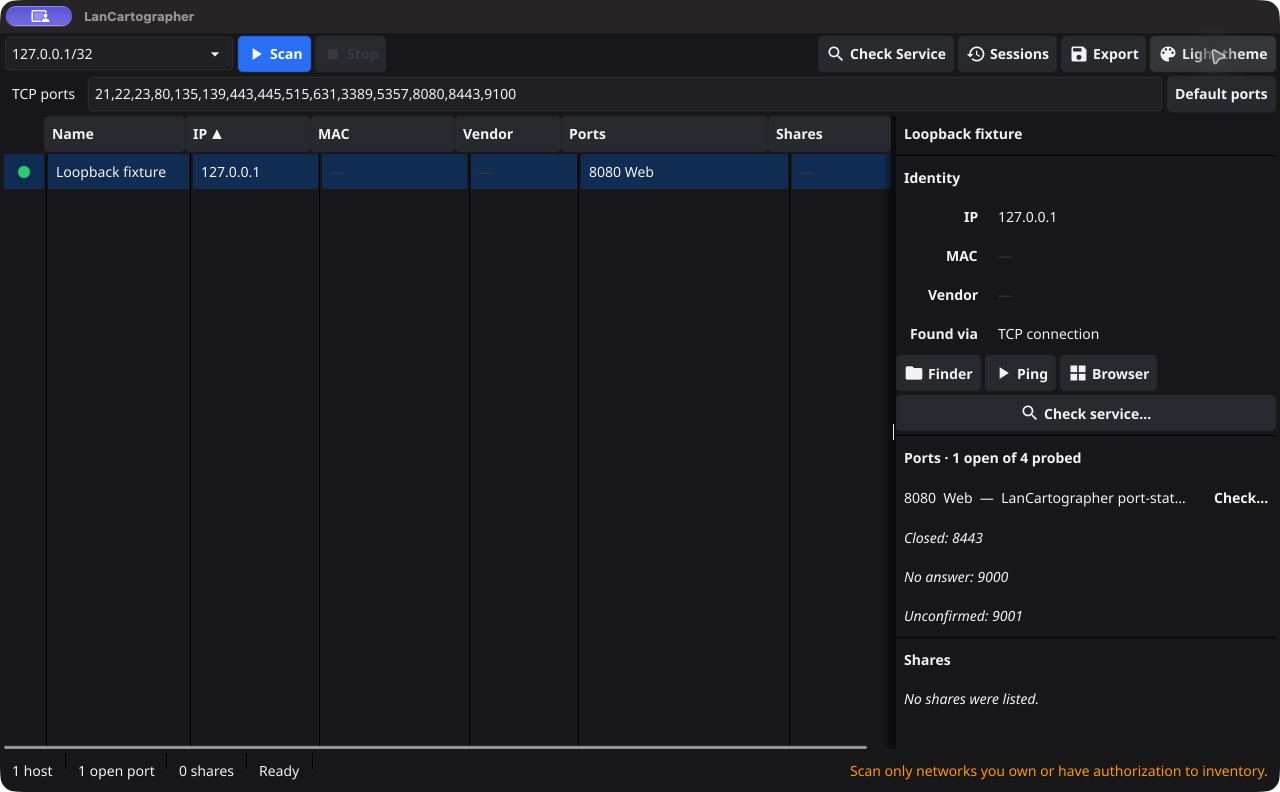 LanCartographer
127.0.0.1/32 Scan Stop Check Service Sessions Export Light theme
TCP ports 21,22,23,80,135,139,443,445,515,631,3389,5357,8080,8443,9100 Default ports
Name IP ▲ MAC Vendor Ports Shares
Loopback fixture 127.0.0.1 — — 8080 Web —
Loopback fixture
Identity
IP 127.0.0.1
MAC —
Vendor —
Found via TCP connection
Finder Ping Browser
Check service...
Ports · 1 open of 4 probed
8080 Web — LanCartographer port-stat... Check...
Closed: 8443
No answer: 9000
Unconfirmed: 9001
Shares
No shares were listed.
1 host 1 open port 0 shares Ready Scan only networks you own or have authorization to inventory.